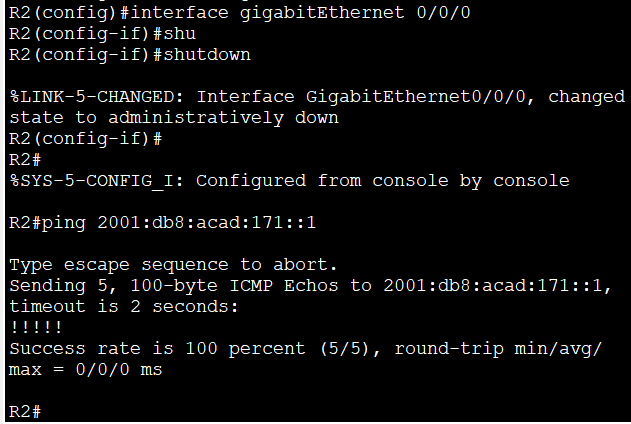 R2(config)#interface gigabitEthernet 0/0/0
R2(config-if)#shu
R2(config-if)#shutdown
%LINK-5-CHANGED: Interface GigabitEthernet0/0/0, changed
state to administratively down
R2(config-if)#
R2#
%SYS-5-CONFIG_I: Configured from console by console
R2#ping 2001:db8:acad:171::1
Type escape sequence to abort.
Sending 5, 100-byte ICMP Echos to 2001:db8:acad:171::1,
timeout is 2 seconds:
!!!!!
Success rate is 100 percent (5/5), round-trip min/avg/
max = 0/0/0 ms
R2#